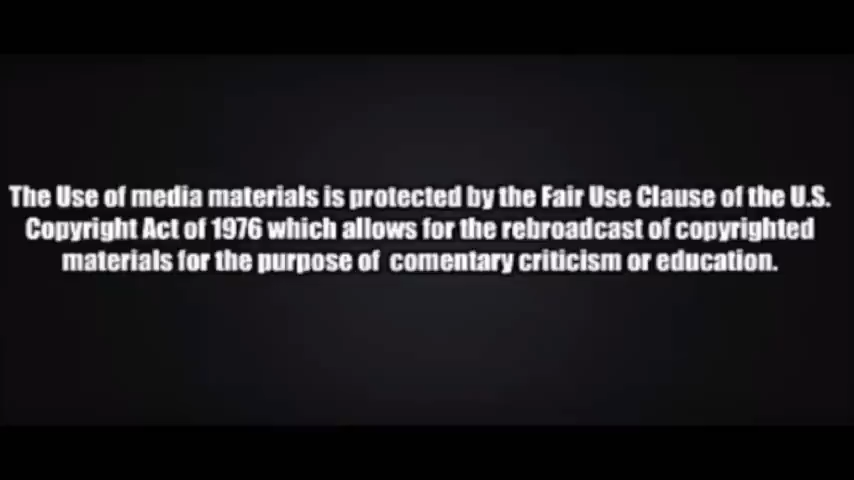 The Use of media materials is protected by the Fair Use Clause of the U.S.
Copyright Act of 1976 which allows for the rebroadcast of copyrighted
materials for the purpose of comentary criticism or education.